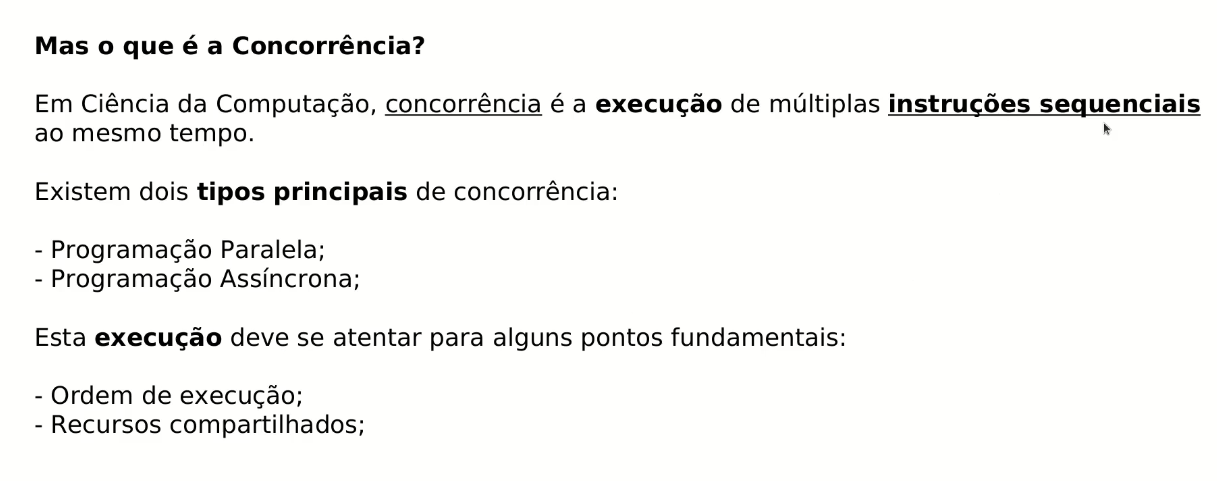 Mas o que é a Concorrência?
Em Ciência da Computação, concorrência é a execução de múltiplas instruções sequenciais
ao mesmo tempo.
Existem dois tipos principais de concorrência:
- Programação Paralela;
- Programação Assíncrona;
Esta execução deve se atentar para alguns pontos fundamentais:
- Ordem de execução;
- Recursos compartilhados;